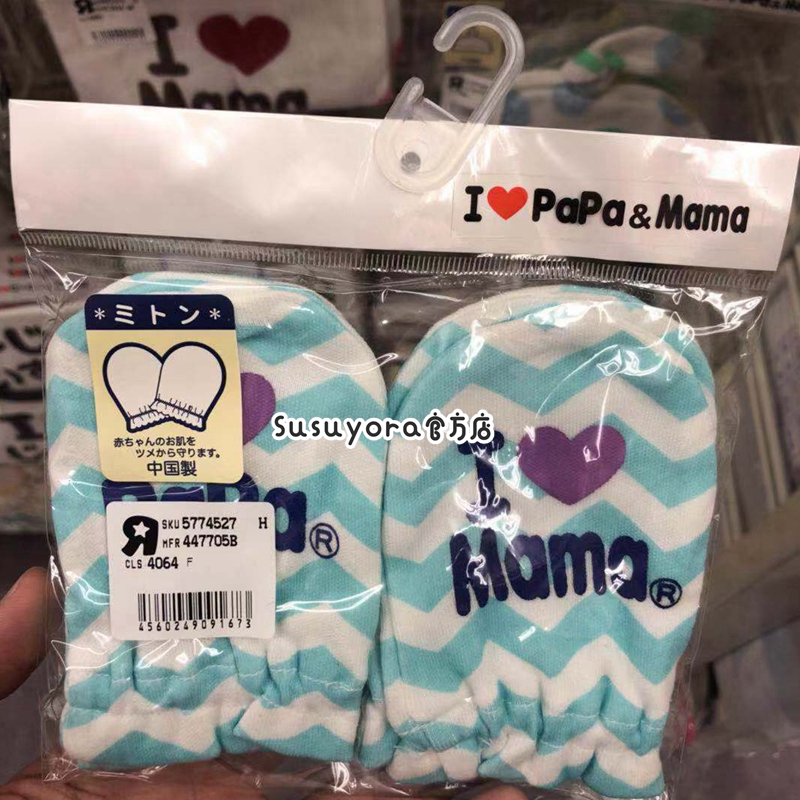 I ❤ Mama
I ❤ PaPa & Mama
*ミトン*
赤ちゃんのお肌を
ツメから守ります。
中国製
Susuyora官方店
PaPa®
I ❤ Mama®
SKU 5774527 H
MFR 447705B
CLS 4064 F
4560249091673